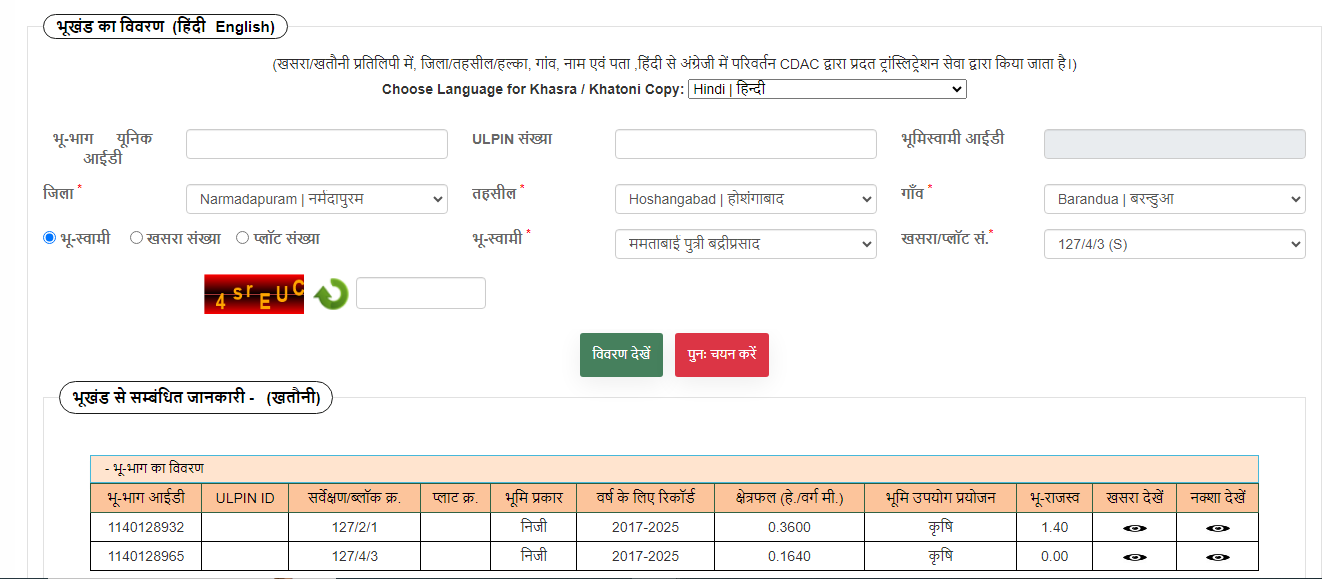 भूखंड का विवरण (हिंदी English)
(खसरा/खतौनी प्रतिलिपी में, जिला/तहसील/हल्का, गांव, नाम एवं पता ,हिंदी से अंग्रेजी में परिवर्तन CDAC द्वारा प्रदत ट्रांस्लिट्रेशन सेवा द्वारा किया जाता है।)
Choose Language for Khasra / Khatoni Copy: Hindi | हिन्दी
भू-भाग यूनिक आईडी ULPIN संख्या भूमिस्वामी आईडी
जिला * Narmadapuram | नर्मदापुरम तहसील * Hoshangabad | होशंगाबाद गाँव * Barandua | बरन्डुआ
भू-स्वामी खसरा संख्या प्लॉट संख्या भू-स्वामी * ममताबाई पुत्री बद्रीप्रसाद खसरा/प्लॉट सं.* 127/4/3 (S)
4 s r E U C
विवरण देखें पुनः चयन करें
भूखंड से सम्बंधित जानकारी - (खतौनी)
- भू-भाग का विवरण
भू-भाग आईडी ULPIN ID सर्वेक्षण/ब्लॉक क्र. प्लाट क्र. भूमि प्रकार वर्ष के लिए रिकॉर्ड क्षेत्रफल (हे./वर्ग मी.) भूमि उपयोग प्रयोजन भू-राजस्व खसरा देखें नक्शा देखें
1140128932 127/2/1 निजी 2017-2025 0.3600 कृषि 1.40
1140128965 127/4/3 निजी 2017-2025 0.1640 कृषि 0.00